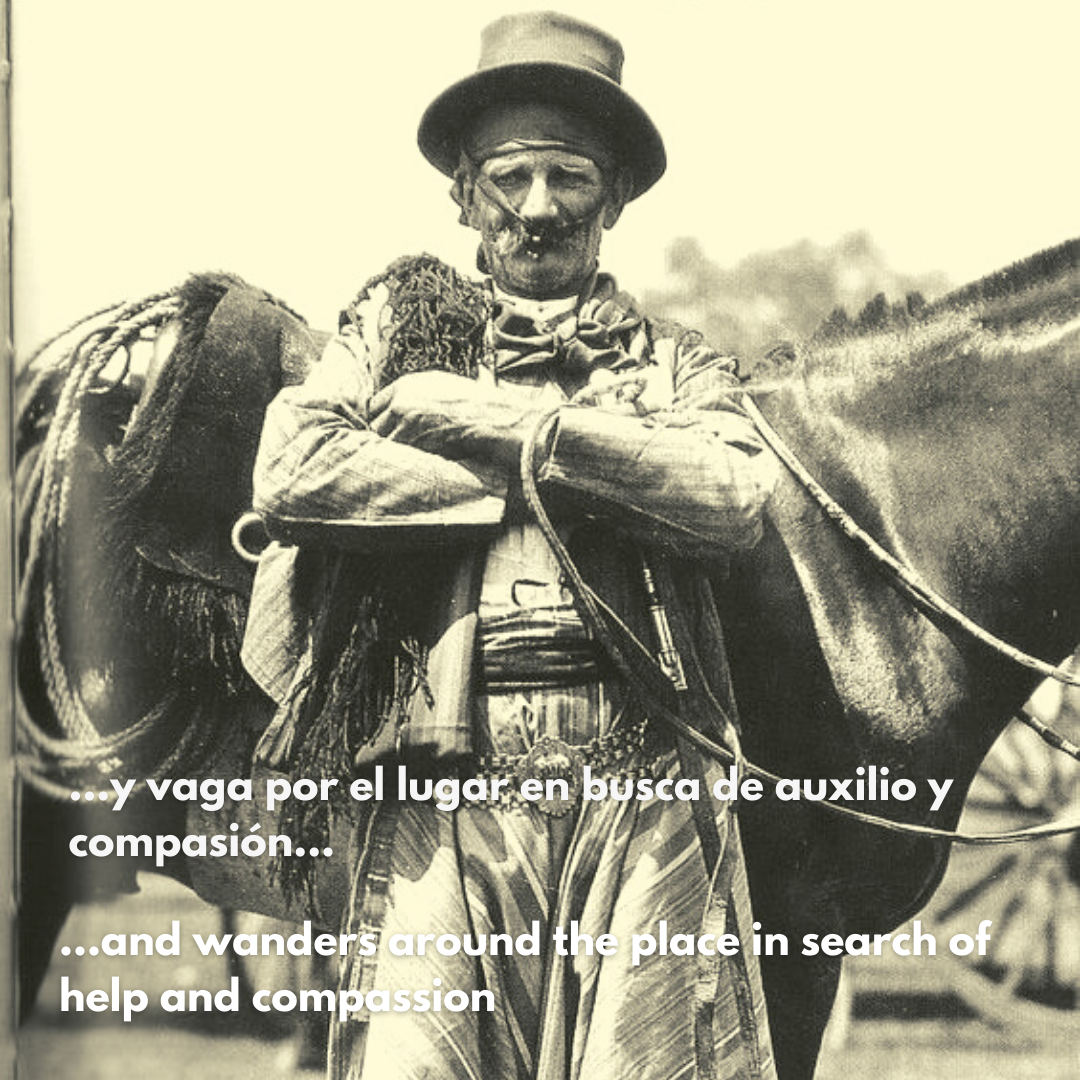 ...y vaga por el lugar en busca de auxilio y
compasión...
...and wanders around the place in search of
help and compassion